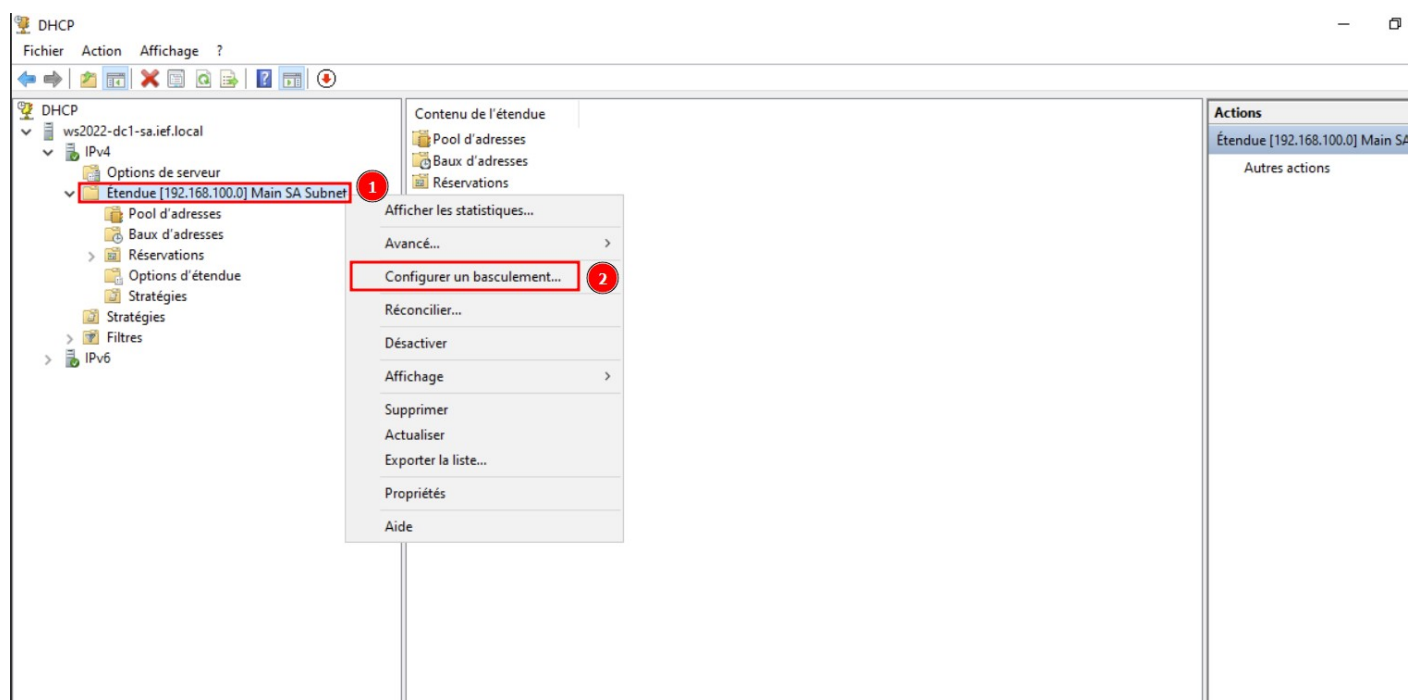 DHCP
Fichier Action Affichage ?
DHCP
ws2022-dc1-sa.ief.local
IPv4
Options de serveur
Étendue [192.168.100.0] Main SA Subnet
1
Pool d'adresses
Baux d'adresses
Réservations
Options d'étendue
Stratégies
Stratégies
Filtres
IPv6
Contenu de l'étendue
Pool d'adresses
Baux d'adresses
Réservations
Afficher les statistiques...
Avancé...
Configurer un basculement...
2
Réconcilier...
Désactiver
Affichage
Supprimer
Actualiser
Exporter la liste...
Propriétés
Aide
Actions
Étendue [192.168.100.0] Main SA
Autres actions